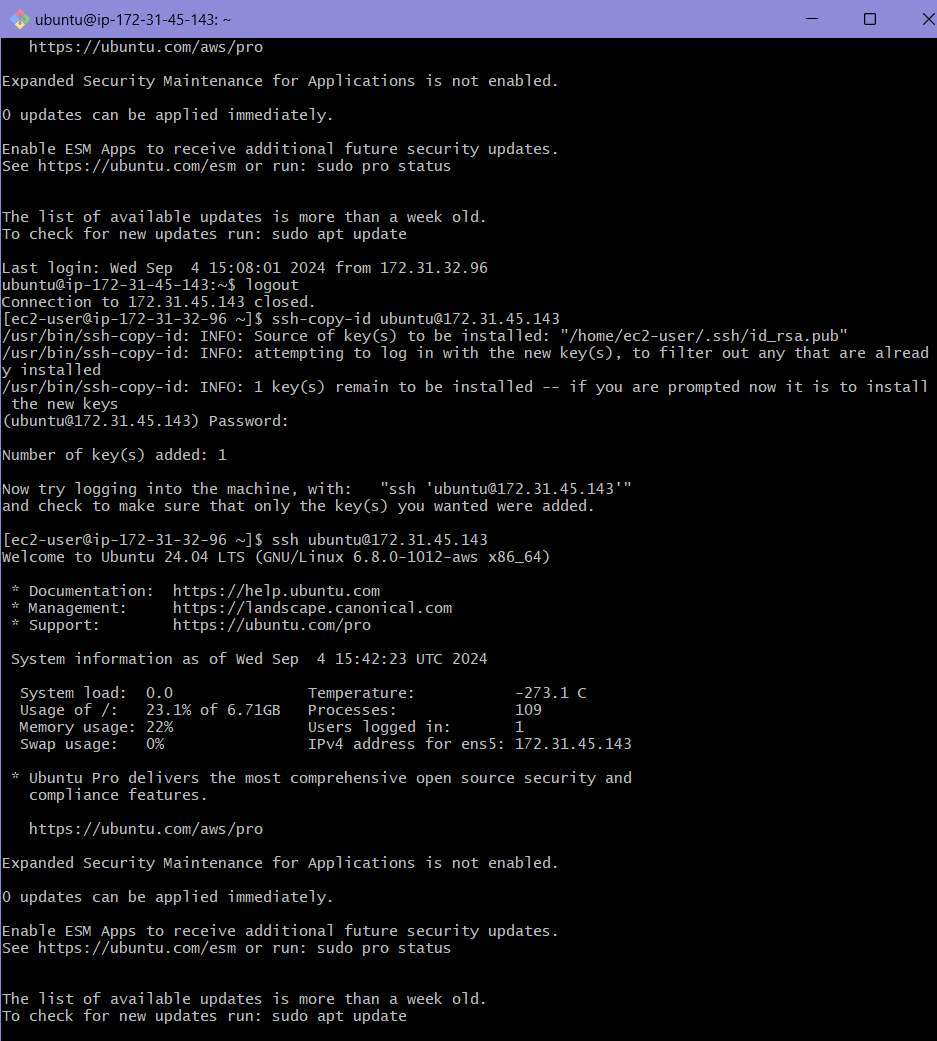 ubuntu@ip-172-31-45-143: ~
https://ubuntu.com/aws/pro
Expanded Security Maintenance for Applications is not enabled.
0 updates can be applied immediately.
Enable ESM Apps to receive additional future security updates.
See https://ubuntu.com/esm or run: sudo pro status
The list of available updates is more than a week old.
To check for new updates run: sudo apt update
Last login: Wed Sep  4 15:08:01 2024 from 172.31.32.96
ubuntu@ip-172-31-45-143:~$ logout
Connection to 172.31.45.143 closed.
[ec2-user@ip-172-31-32-96 ~]$ ssh-copy-id ubuntu@172.31.45.143
/usr/bin/ssh-copy-id: INFO: Source of key(s) to be installed: "/home/ec2-user/.ssh/id_rsa.pub"
/usr/bin/ssh-copy-id: INFO: attempting to log in with the new key(s), to filter out any that are alread
y installed
/usr/bin/ssh-copy-id: INFO: 1 key(s) remain to be installed -- if you are prompted now it is to install
 the new keys
(ubuntu@172.31.45.143) Password:
Number of key(s) added: 1
Now try logging into the machine, with:   "ssh 'ubuntu@172.31.45.143'"
and check to make sure that only the key(s) you wanted were added.
[ec2-user@ip-172-31-32-96 ~]$ ssh ubuntu@172.31.45.143
Welcome to Ubuntu 24.04 LTS (GNU/Linux 6.8.0-1012-aws x86_64)
 * Documentation:  https://help.ubuntu.com
 * Management:     https://landscape.canonical.com
 * Support:        https://ubuntu.com/pro
 System information as of Wed Sep  4 15:42:23 UTC 2024
  System load:  0.0               Temperature:           -273.1 C
  Usage of /:   23.1% of 6.71GB   Processes:             109
  Memory usage: 22%               Users logged in:       1
  Swap usage:   0%                IPv4 address for ens5: 172.31.45.143
 * Ubuntu Pro delivers the most comprehensive open source security and
   compliance features.
   https://ubuntu.com/aws/pro
Expanded Security Maintenance for Applications is not enabled.
0 updates can be applied immediately.
Enable ESM Apps to receive additional future security updates.
See https://ubuntu.com/esm or run: sudo pro status
The list of available updates is more than a week old.
To check for new updates run: sudo apt update